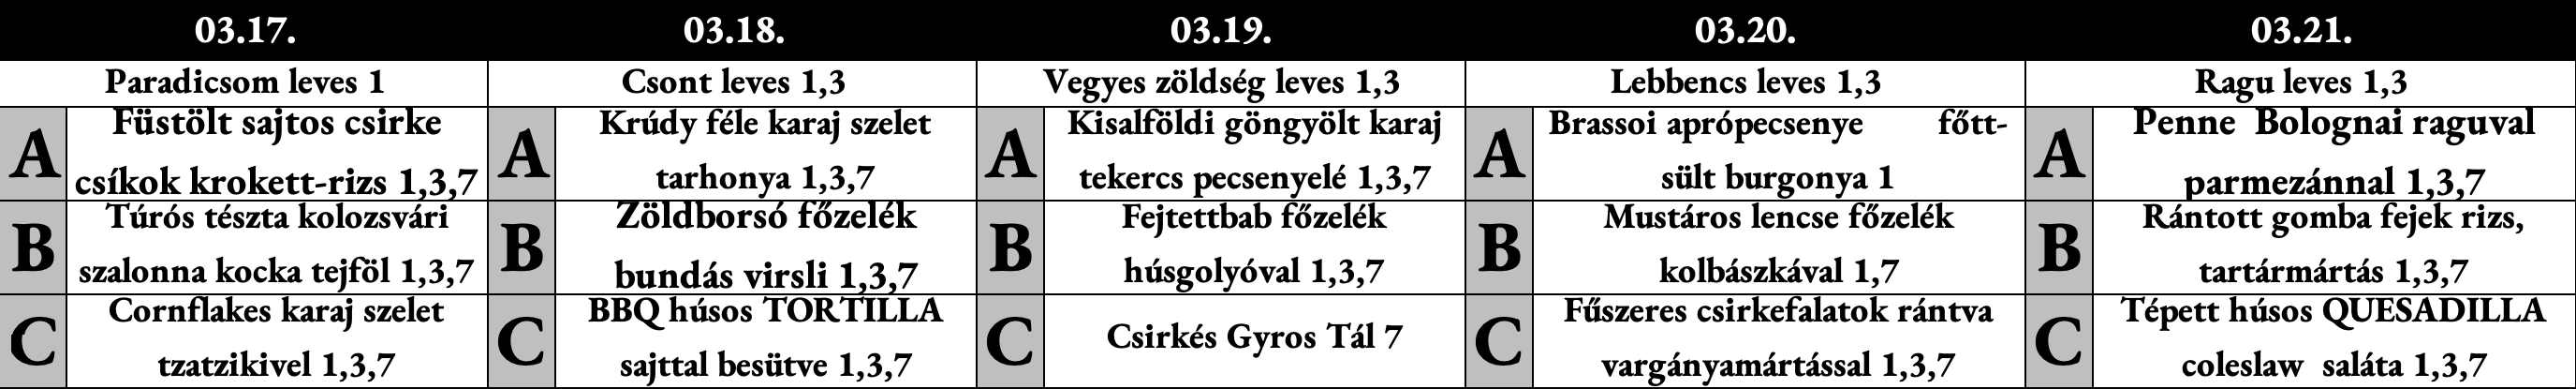 03.17.
03.18.
03.19.
03.20.
03.21.
Paradicsom leves 1
Csont leves 1,3
Vegyes zöldség leves 1,3
Lebbencs leves 1,3
Ragu leves 1,3
A
Füstölt sajtos csirke
csíkok krokett-rizs 1,3,7
A
Krúdy féle karaj szelet
tarhonya 1,3,7
A
Kisalföldi göngyölt karaj
tekercs pecsenyelé 1,3,7
A
Brassoi aprópecsenye főtt-
sült burgonya 1
A
Penne Bolognai raguval
parmezánnal 1,3,7
B
Túrós tészta kolozsvári
szalonna kocka tejföl 1,3,7
B
Zöldborsó főzelék
bundás virsli 1,3,7
B
Fejtettbab főzelék
húsgolyóval 1,3,7
B
Mustáros lencse főzelék
kolbászkával 1,7
B
Rántott gomba fejek rizs,
tartármártás 1,3,7
C
Cornflakes karaj szelet
tzatzikivel 1,3,7
C
BBQ húsos TORTILLA
sajttal besütve 1,3,7
C
Csirkés Gyros Tál 7
C
Fűszeres csirkefalatok rántva
vargányamártással 1,3,7
C
Tépett húsos QUESADILLA
coleslaw saláta 1,3,7